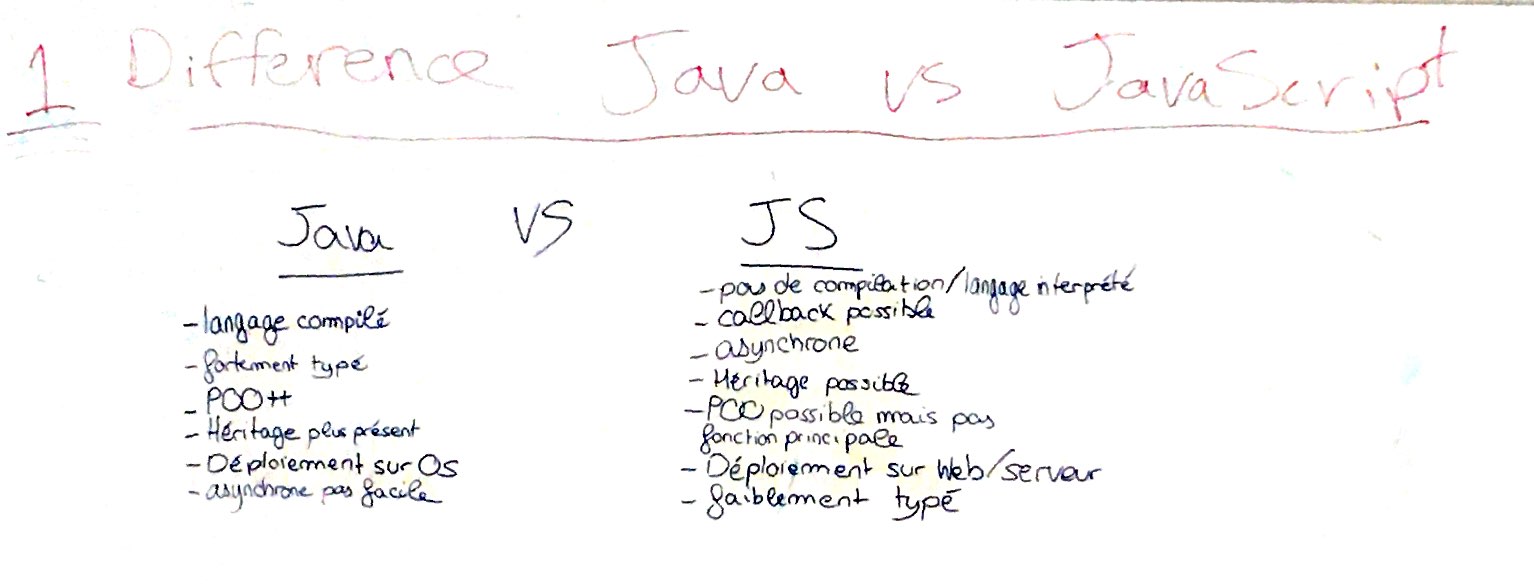 1 Difference Java vs JavaScript
Java vs JS
- langage compilé
- fortement typé
- POO++
- Héritage plus présent
- Déploiement sur OS
- asynchrone pas facile
- pas de compilation/langage interprété
- callback possible
- asynchrone
- Héritage possible
- POO possible mais pas
fonction principale
- Déploiement sur Web/serveur
- faiblement typé